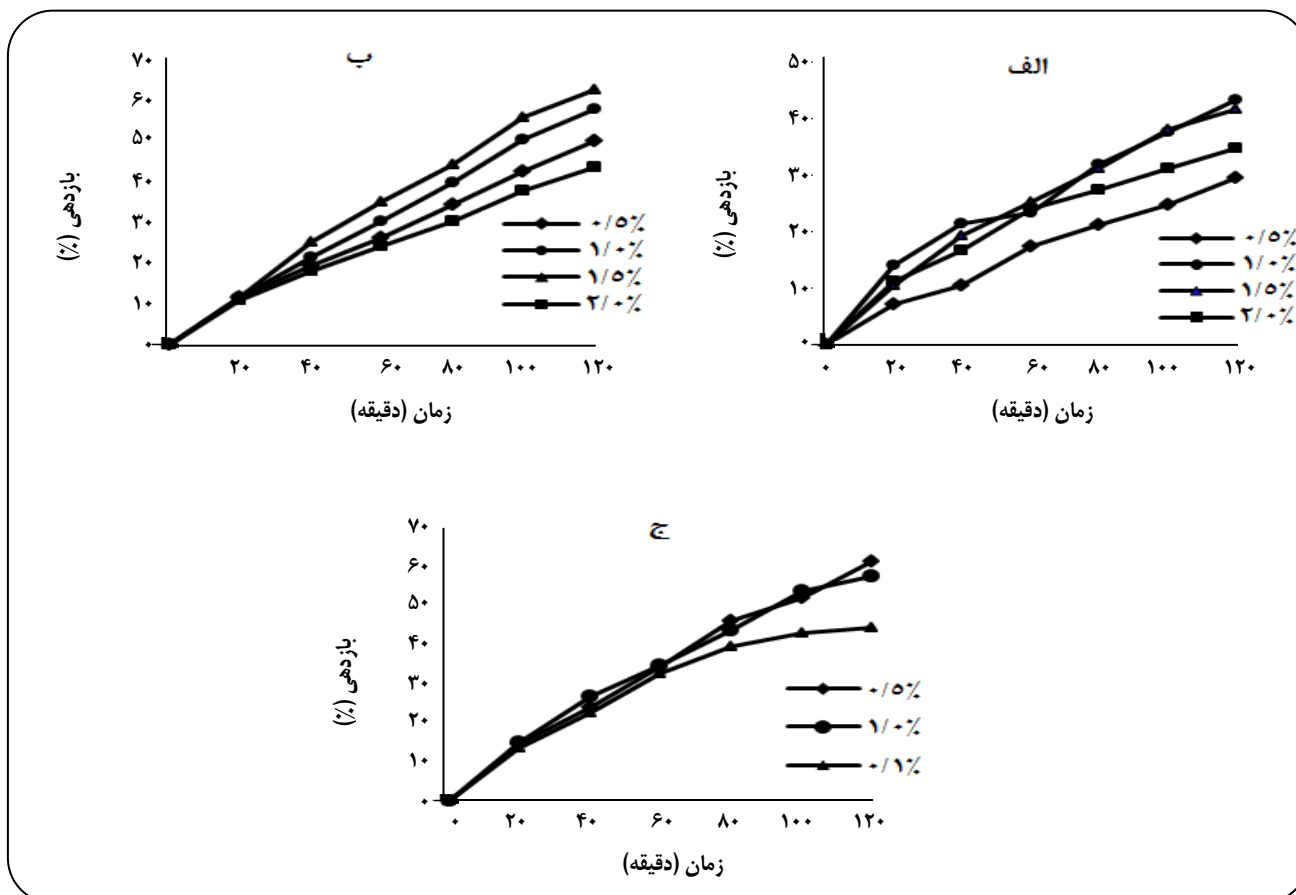 الف
بازدهی (%)
۵۰۰
۴۰۰
۳۰۰
۲۰۰
۱۰۰
۰
۰ ۲۰ ۴۰ ۶۰ ۸۰ ۱۰۰ ۱۲۰
زمان (دقیقه)
۰/۵%
۱/۰%
۱/۵%
۲/۰%
ب
بازدهی (%)
۷۰
۶۰
۵۰
۴۰
۳۰
۲۰
۱۰
۰
۲۰ ۴۰ ۶۰ ۸۰ ۱۰۰ ۱۲۰
زمان (دقیقه)
۰/۵%
۱/۰%
۱/۵%
۲/۰%
ج
بازدهی (%)
۷۰
۶۰
۵۰
۴۰
۳۰
۲۰
۱۰
۰
۰ ۲۰ ۴۰ ۶۰ ۸۰ ۱۰۰ ۱۲۰
زمان (دقیقه)
۰/۵%
۱/۰%
۰/۱%